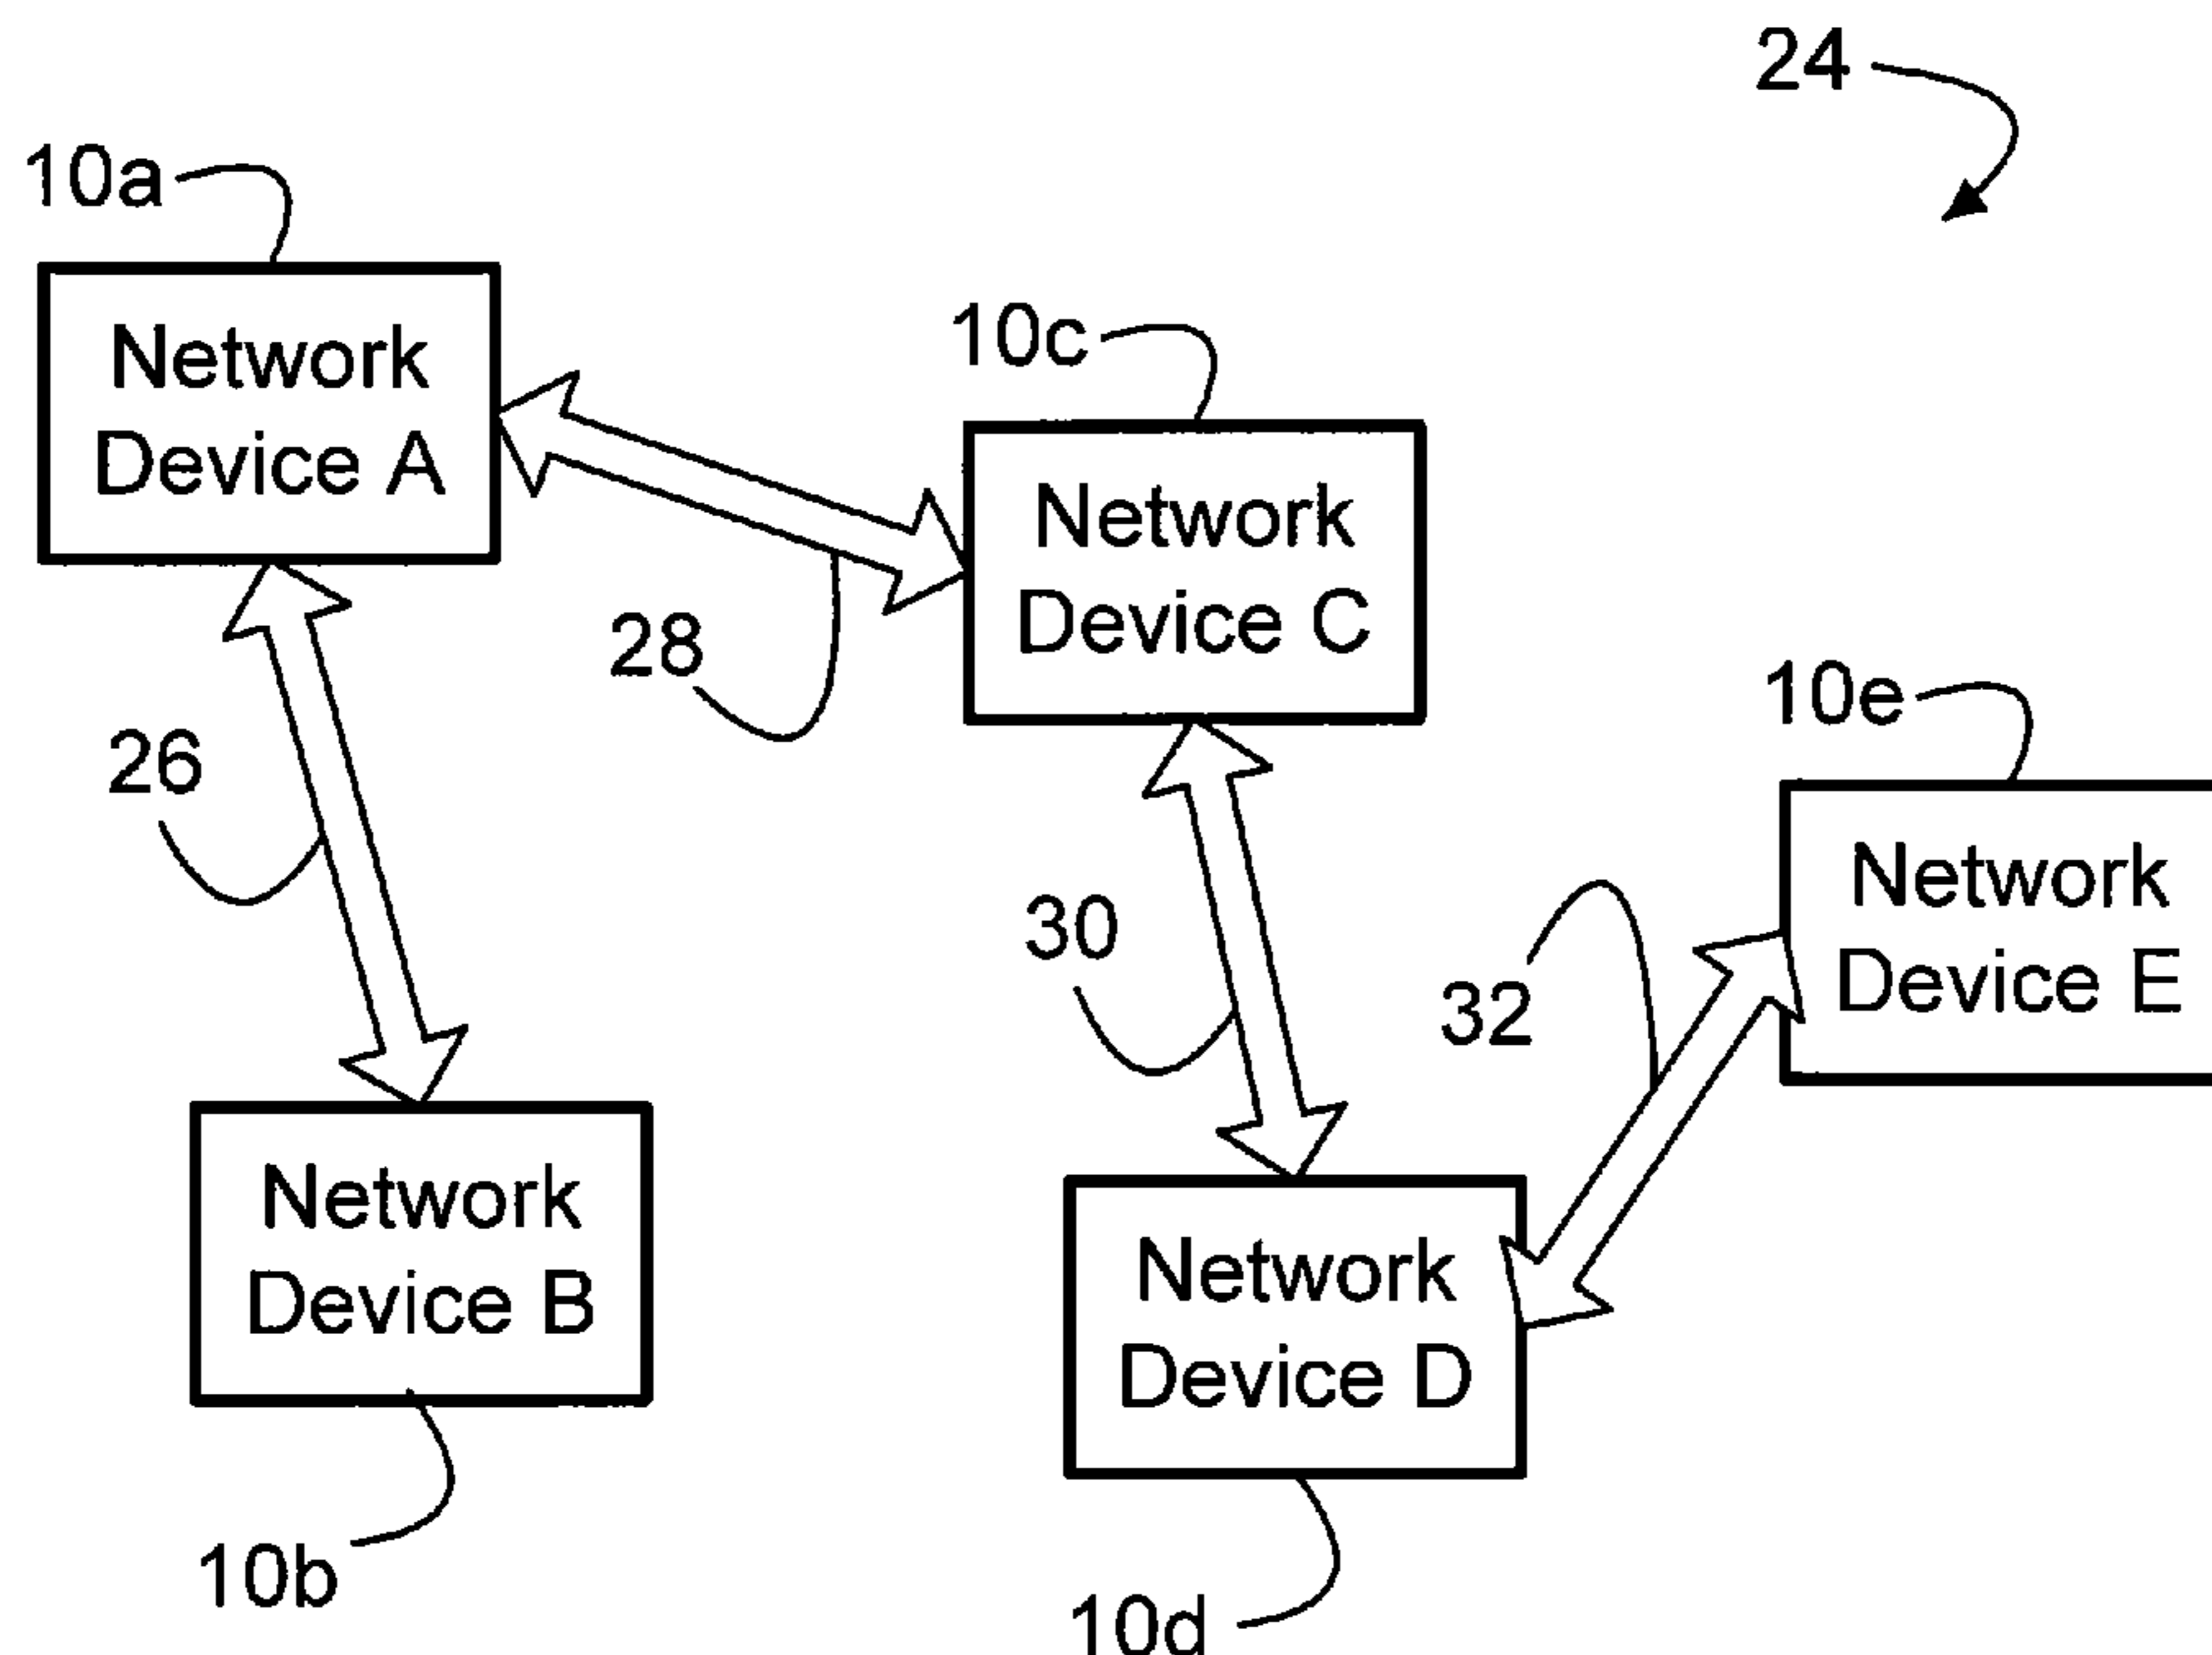 24
10a
Network
Device A
10c
Network
Device C
28
26
10e
Network
Device E
30
32
Network
Device B
Network
Device D
10b
10d